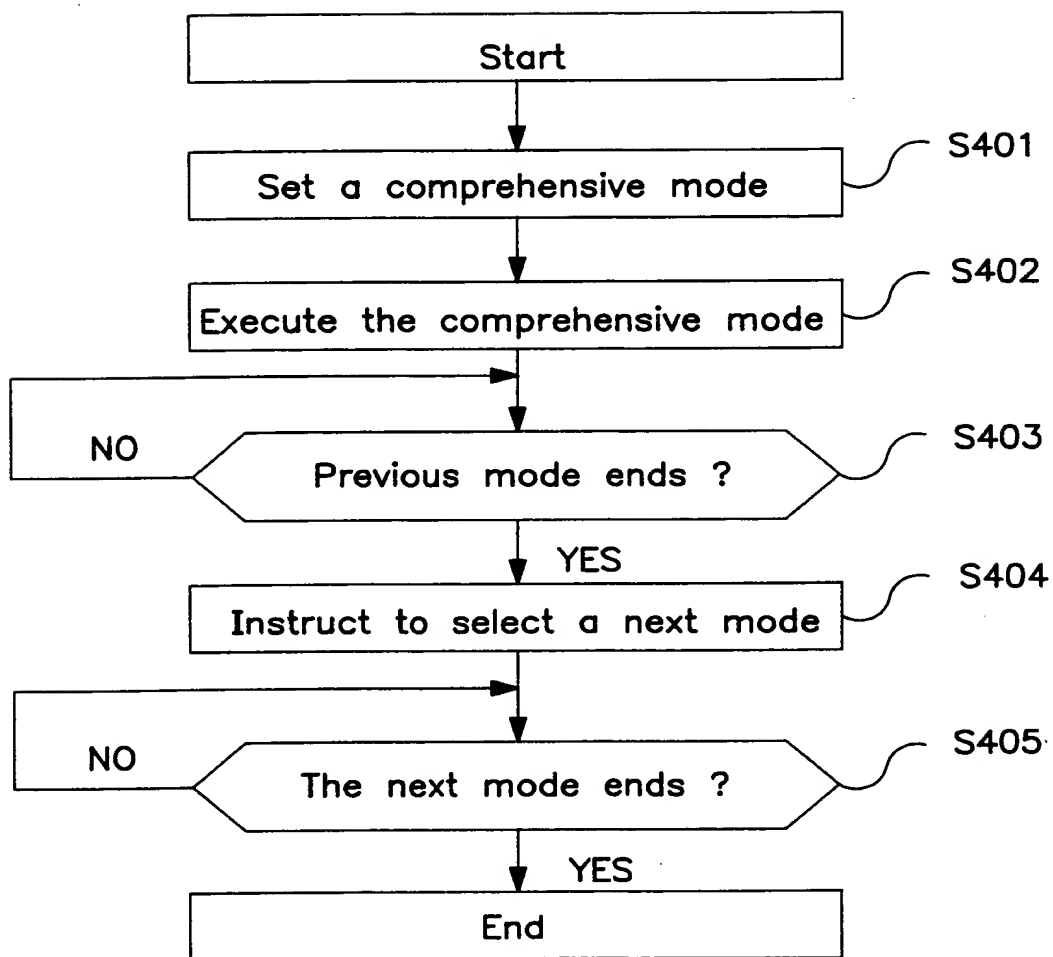 Start
S401
Set a comprehensive mode
S402
Execute the comprehensive mode
NO
S403
Previous mode ends ?
YES
S404
Instruct to select a next mode
NO
S405
The next mode ends ?
YES
End